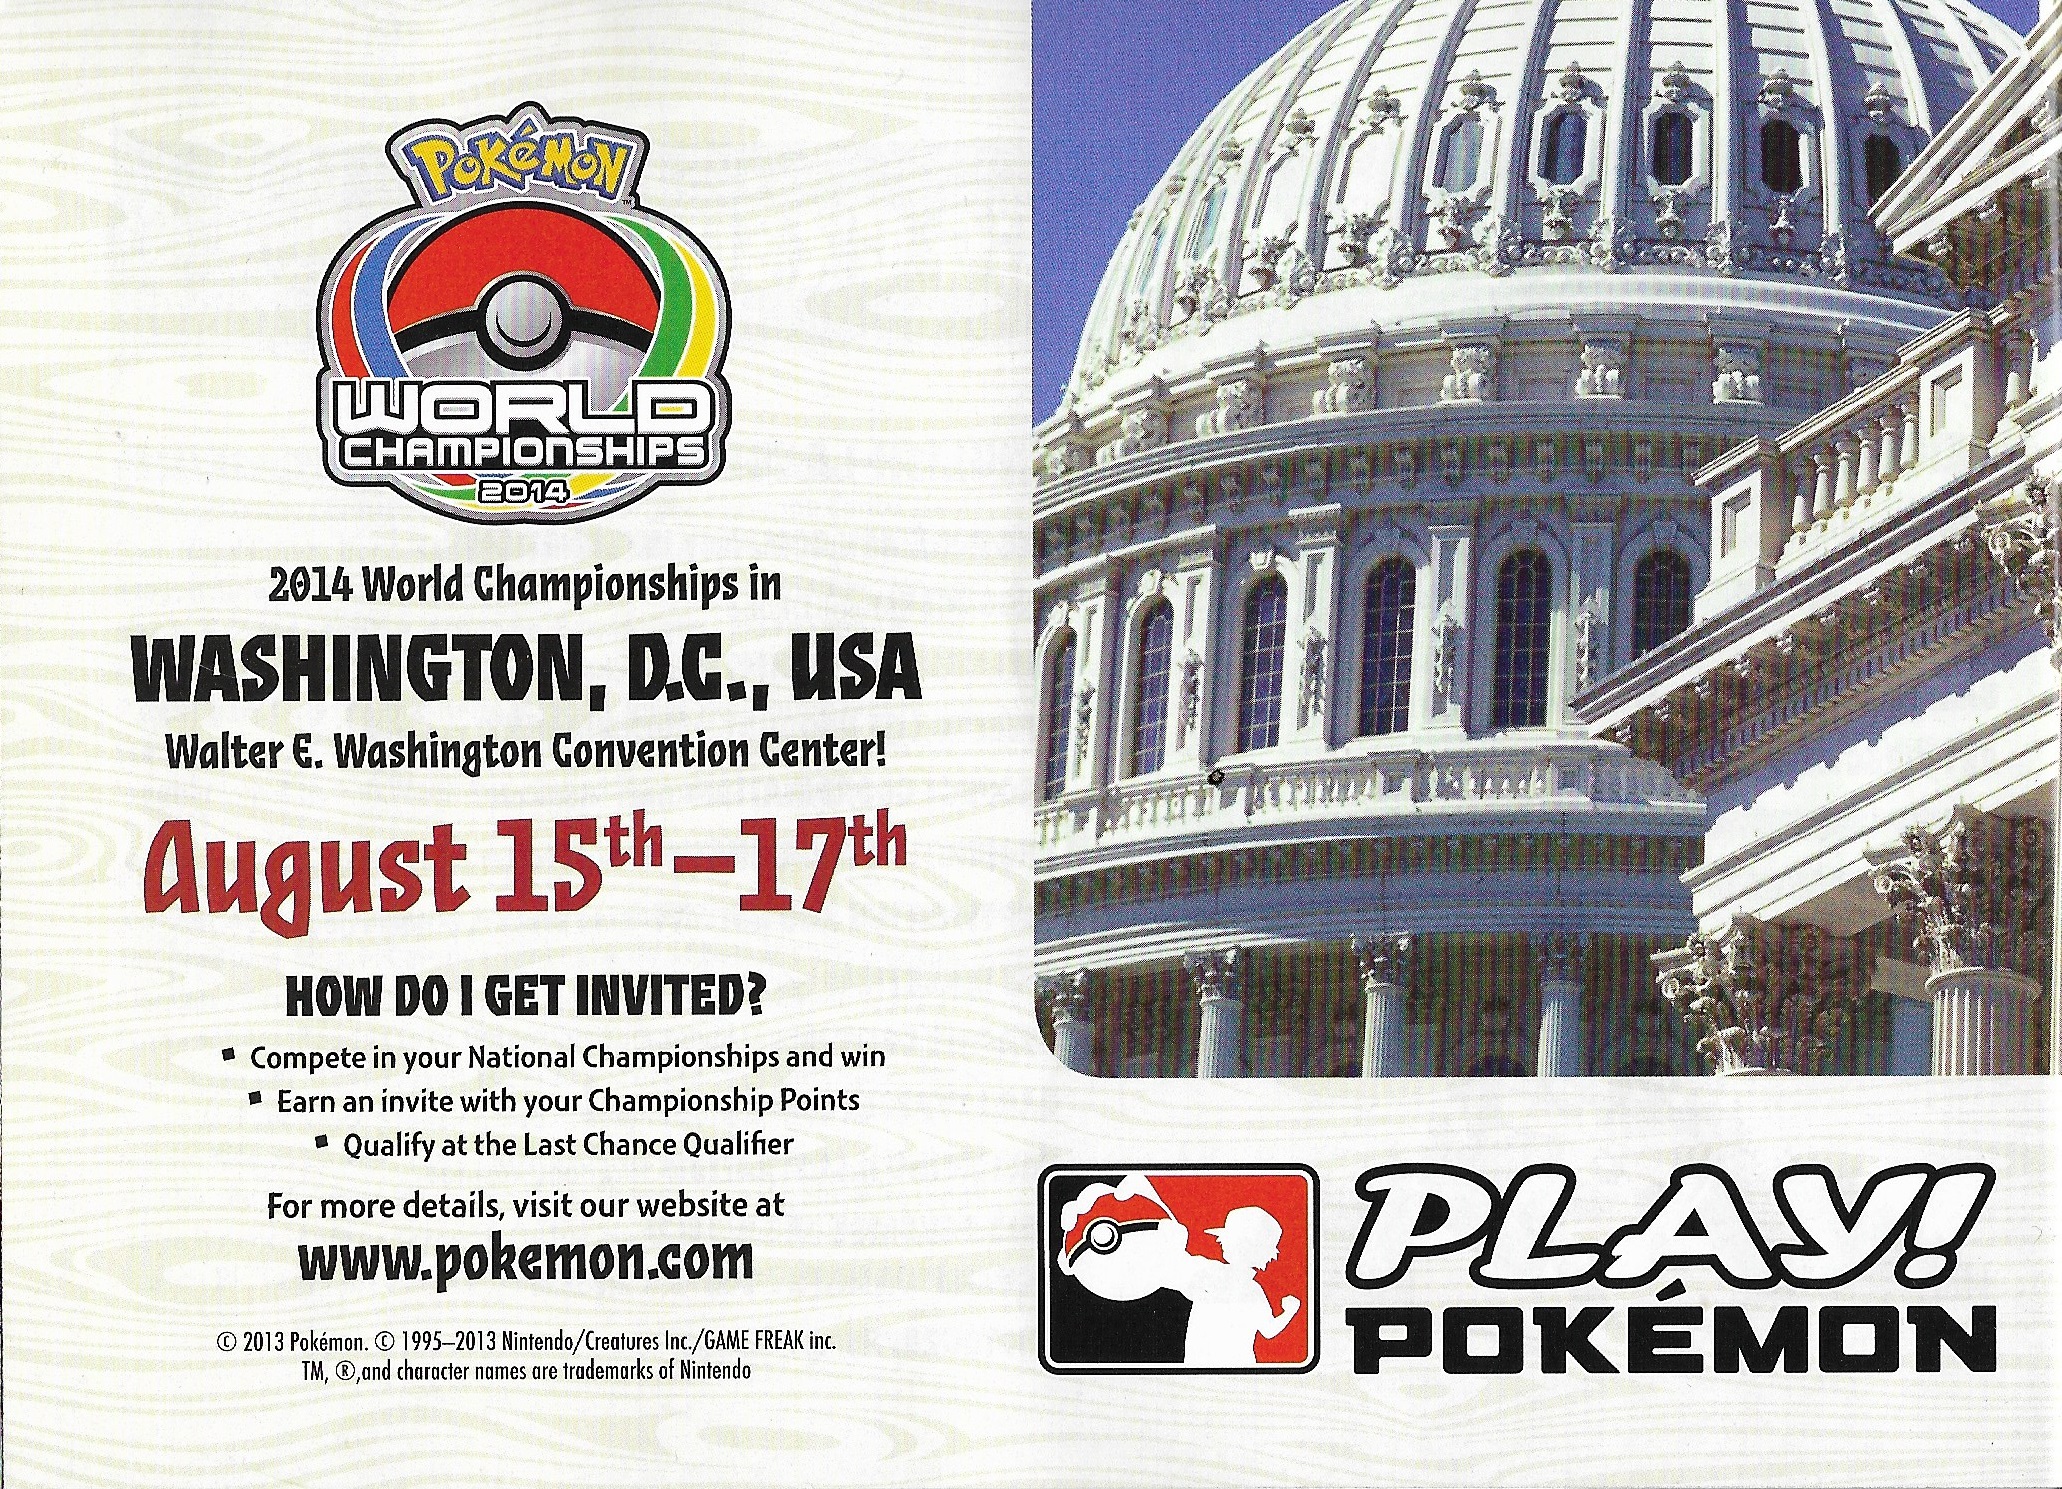 POKéMON
TM
WORLD
CHAMPIONSHIPS
2014
2014 World Championships in
WASHINGTON, D.C., USA
Walter E. Washington Convention Center!
August 15th–17th
HOW DO I GET INVITED?
▪ Compete in your National Championships and win
▪ Earn an invite with your Championship Points
▪ Qualify at the Last Chance Qualifier
For more details, visit our website at
www.pokemon.com
© 2013 Pokémon. © 1995–2013 Nintendo/Creatures Inc./GAME FREAK inc.
TM, ®,and character names are trademarks of Nintendo
PLAY!
POKÉMON